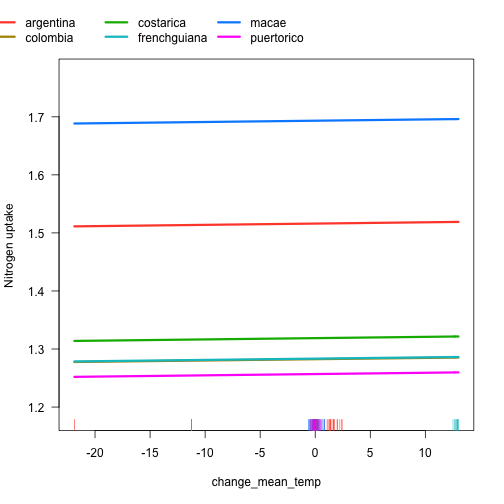 argentina costarica macae
colombia frenchguiana puertorico
1.7
1.6
1.5
1.4
1.3
1.2
Nitrogen uptake
-20 -15 -10 -5 0 5 10
change_mean_temp